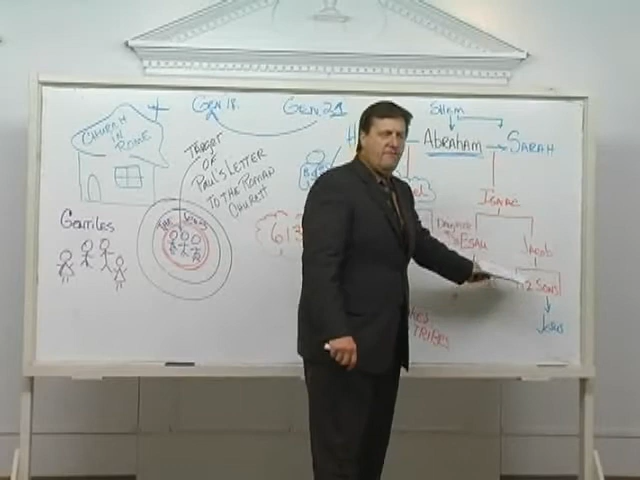 CHURCH
IN
ROME
GEN. 18.
GEN. 21
TARGET
OF
PAUL'S LETTER
TO THE ROMAN
CHURCH
Gentiles
613
H
SHEM
ABRAHAM
SARAH
ISAAC
ESAU
JACOB
12 SONS
JESUS
TRIBES